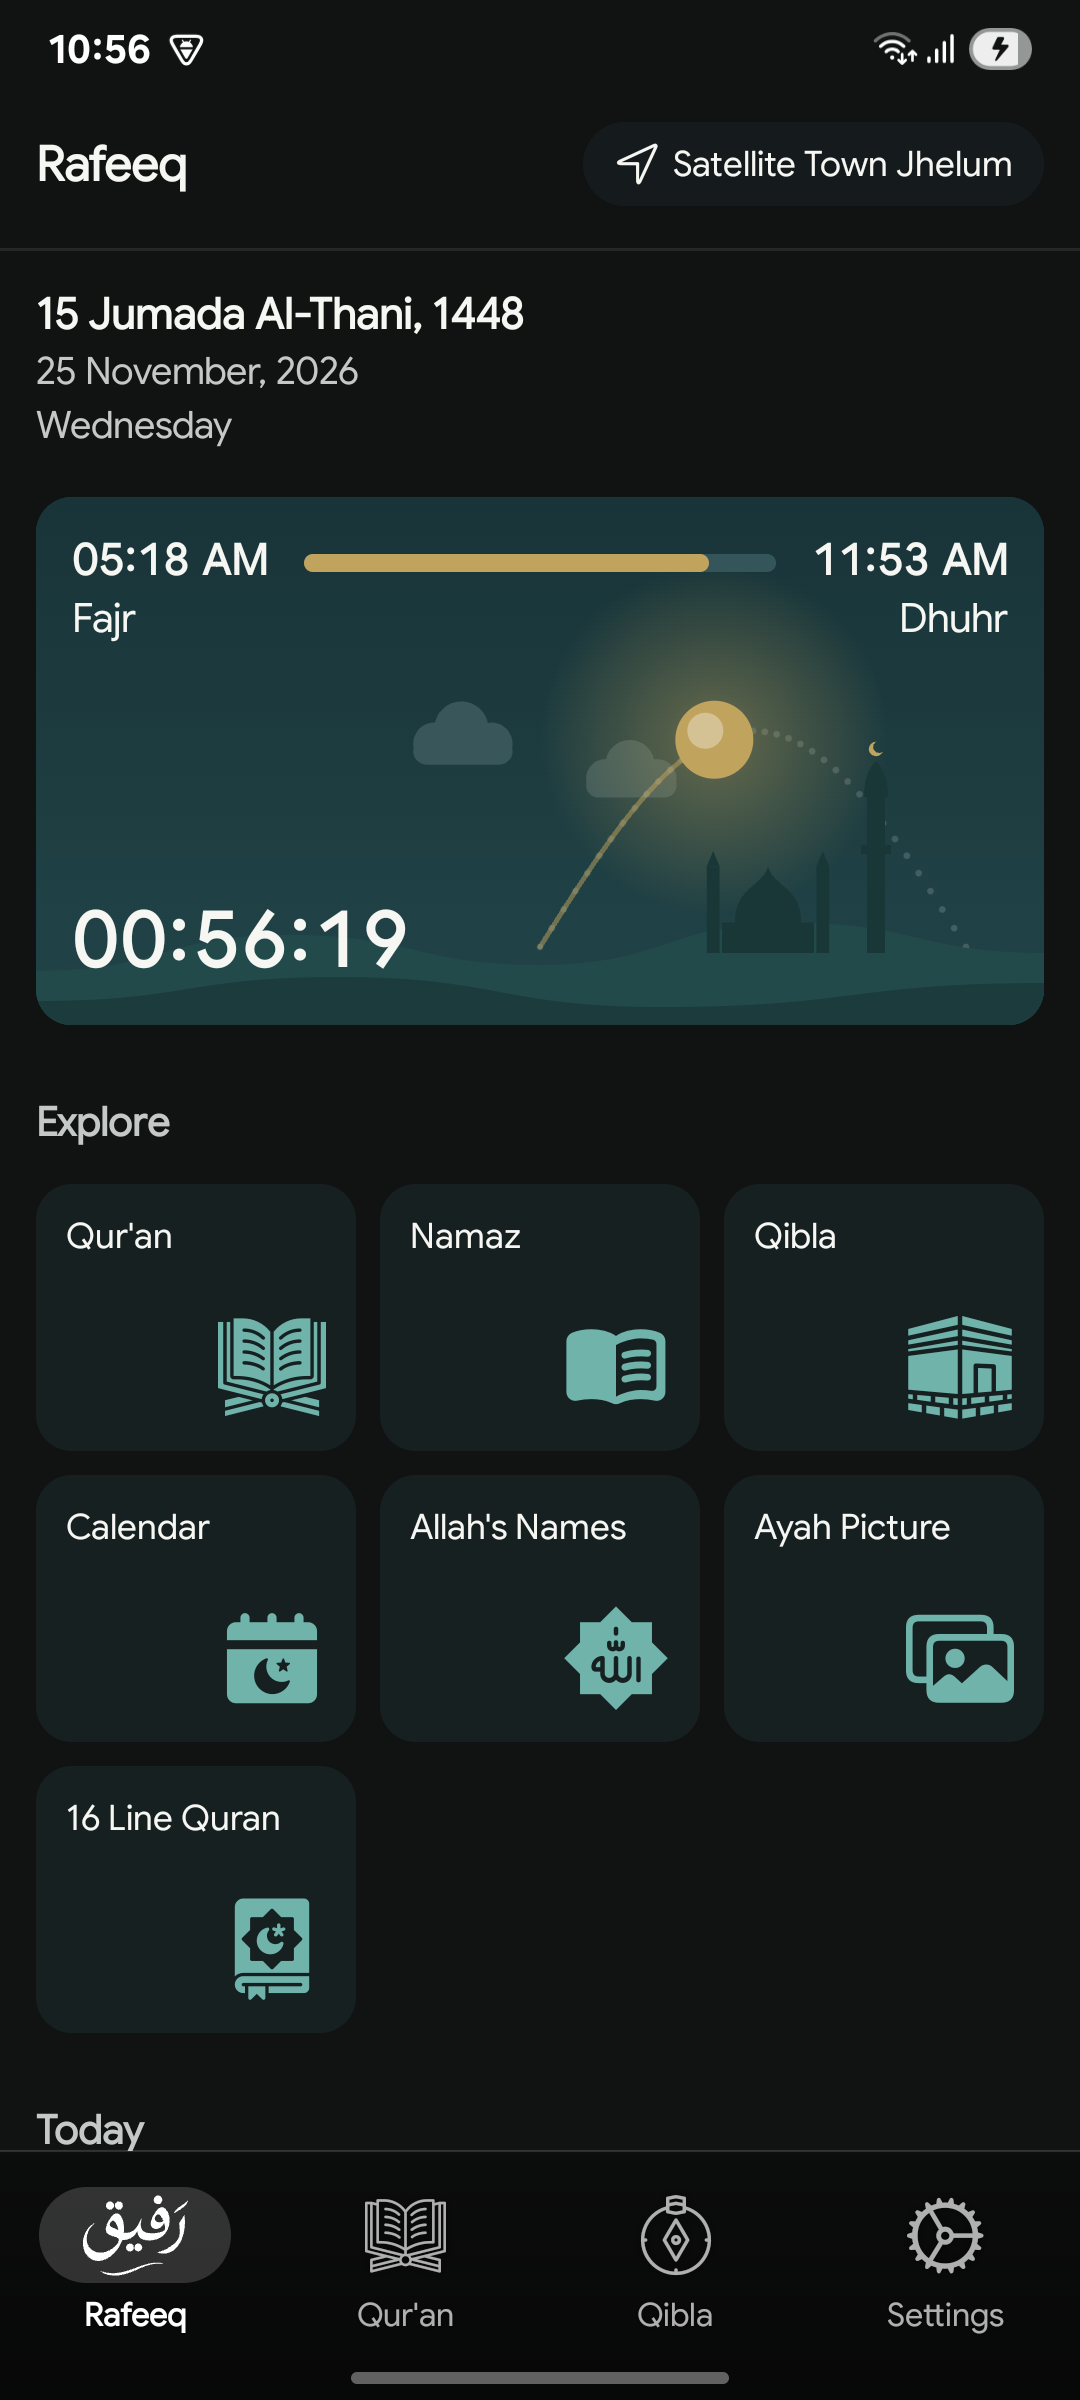 10:56
Rafeeq
Satellite Town Jhelum
15 Jumada Al-Thani, 1448
25 November, 2026
Wednesday
05:18 AM
11:53 AM
Fajr
Dhuhr
00:56:19
Explore
Qur'an
Namaz
Qibla
Calendar
Allah's Names
Ayah Picture
الله
16 Line Quran
Today
رَفیق
Rafeeq
Qur'an
Qibla
Settings